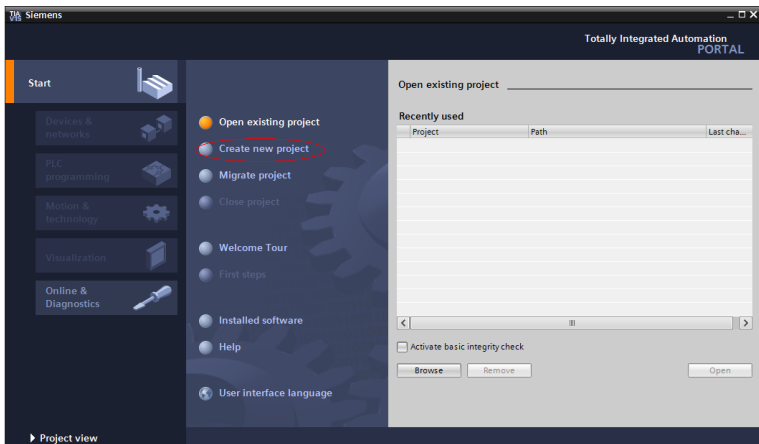 TIA
V15 Siemens
Totally Integrated Automation
PORTAL
Start
Devices &
networks
PLC
programming
Motion &
technology
Visualization
Online &
Diagnostics
Project view
Open existing project
Create new project
Migrate project
Close project
Welcome Tour
First steps
Installed software
Help
User interface language
Open existing project
Recently used
Project Path Last cha...
Activate basic integrity check
Browse Remove Open